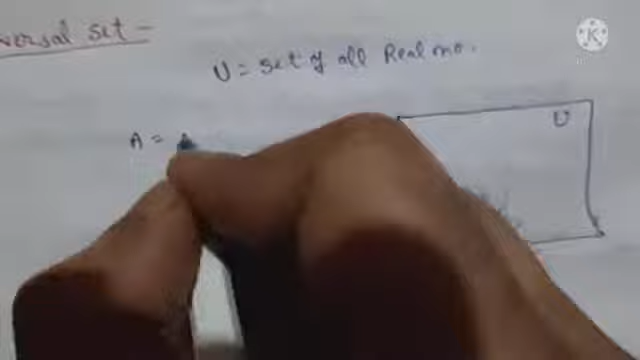 versal set -
U = set of all Real no.
U
A =
K